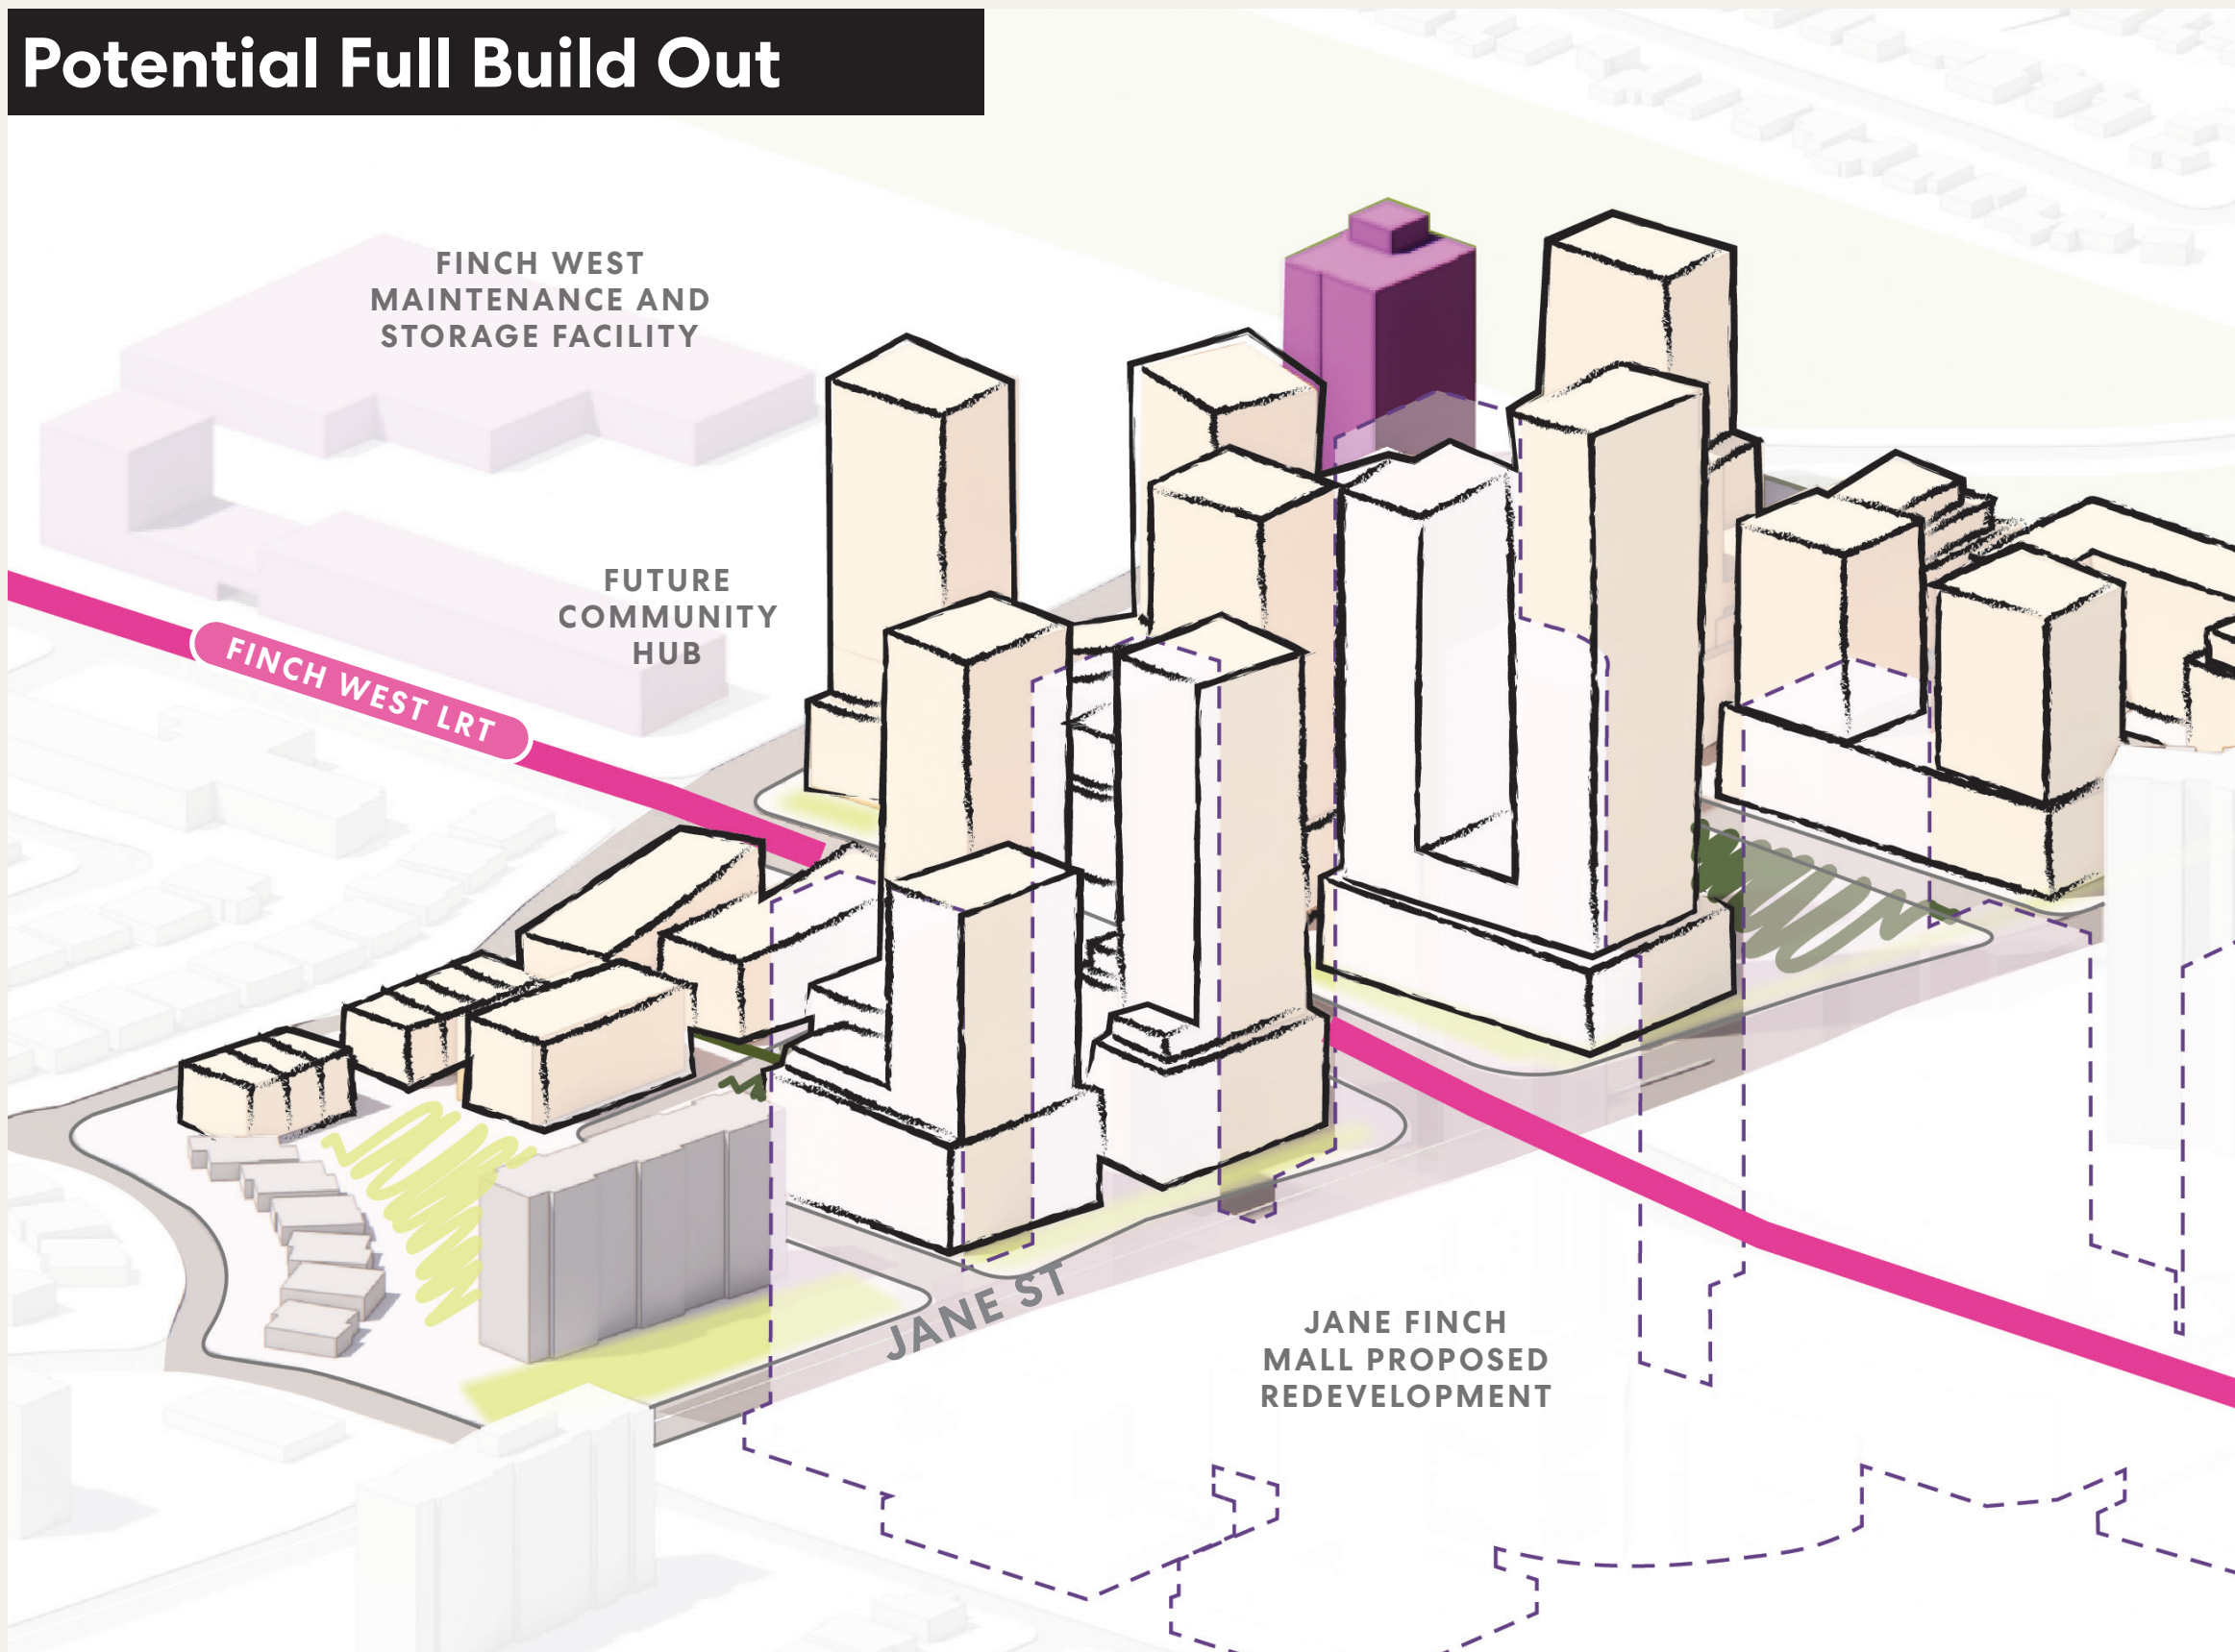 Potential Full Build Out
FINCH WEST
MAINTENANCE AND
STORAGE FACILITY
FUTURE
COMMUNITY
HUB
FINCH WEST LRT
JANE ST
JANE FINCH
MALL PROPOSED
REDEVELOPMENT